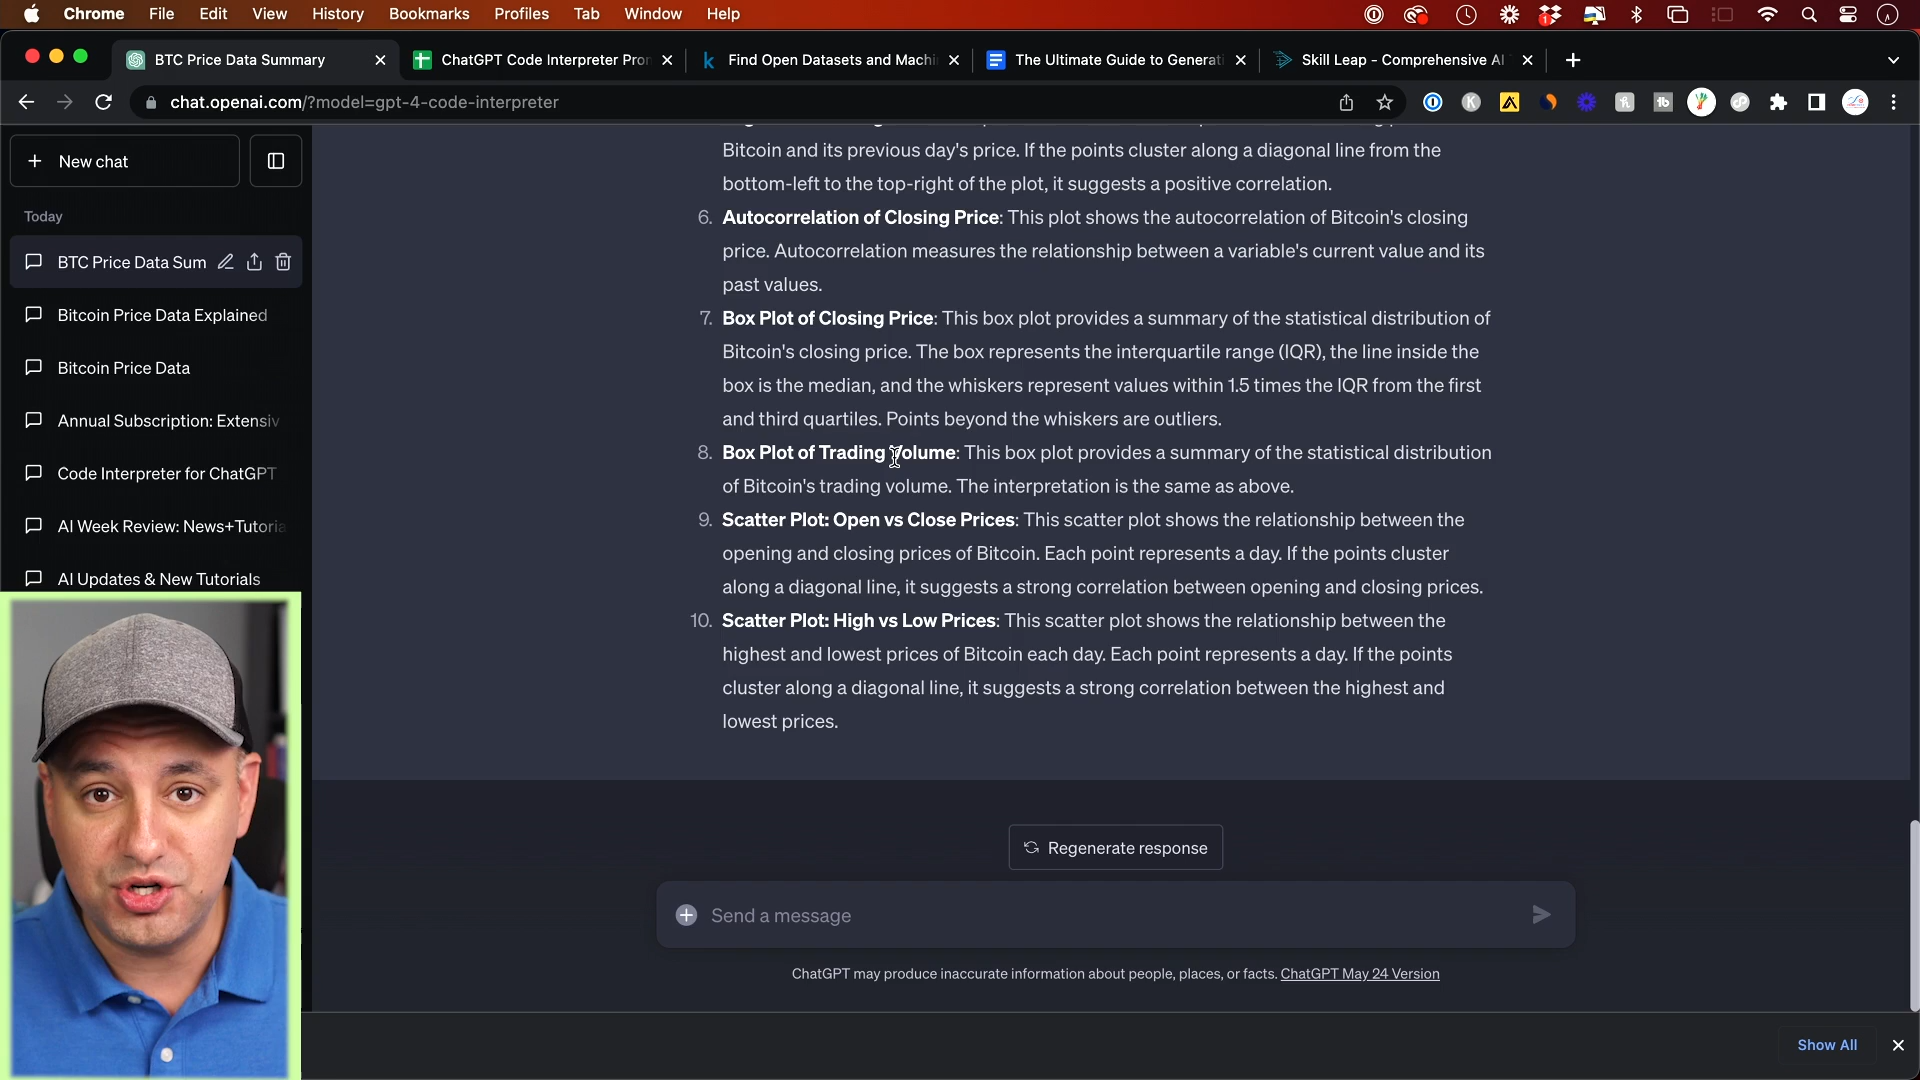 Chrome File Edit View History Bookmarks Profiles Tab Window Help
BTC Price Data Summary
ChatGPT Code Interpreter Pron
Find Open Datasets and Machi
The Ultimate Guide to Generati
Skill Leap - Comprehensive AI
chat.openai.com/?model=gpt-4-code-interpreter
New chat
Today
BTC Price Data Sum
Bitcoin Price Data Explained
Bitcoin Price Data
Annual Subscription: Extensiv
Code Interpreter for ChatGPT
AI Week Review: News+Tutoria
AI Updates & New Tutorials
Bitcoin and its previous day's price. If the points cluster along a diagonal line from the
bottom-left to the top-right of the plot, it suggests a positive correlation.
6. Autocorrelation of Closing Price: This plot shows the autocorrelation of Bitcoin's closing
price. Autocorrelation measures the relationship between a variable's current value and its
past values.
7. Box Plot of Closing Price: This box plot provides a summary of the statistical distribution of
Bitcoin's closing price. The box represents the interquartile range (IQR), the line inside the
box is the median, and the whiskers represent values within 1.5 times the IQR from the first
and third quartiles. Points beyond the whiskers are outliers.
8. Box Plot of Trading Volume: This box plot provides a summary of the statistical distribution
of Bitcoin's trading volume. The interpretation is the same as above.
9. Scatter Plot: Open vs Close Prices: This scatter plot shows the relationship between the
opening and closing prices of Bitcoin. Each point represents a day. If the points cluster
along a diagonal line, it suggests a strong correlation between opening and closing prices.
10. Scatter Plot: High vs Low Prices: This scatter plot shows the relationship between the
highest and lowest prices of Bitcoin each day. Each point represents a day. If the points
cluster along a diagonal line, it suggests a strong correlation between the highest and
lowest prices.
Regenerate response
Send a message
ChatGPT may produce inaccurate information about people, places, or facts. ChatGPT May 24 Version
Show All